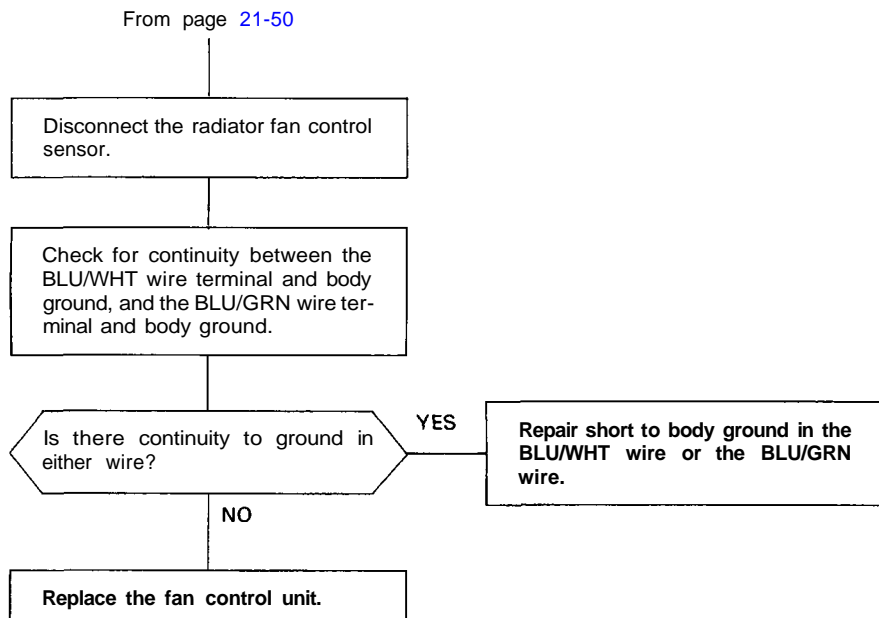 From page 21-50
Disconnect the radiator fan control
sensor.
Check for continuity between the
BLU/WHT wire terminal and body
ground, and the BLU/GRN wire ter-
minal and body ground.
Is there continuity to ground in
either wire?
YES
Repair short to body ground in the
BLU/WHT wire or the BLU/GRN
wire.
NO
Replace the fan control unit.